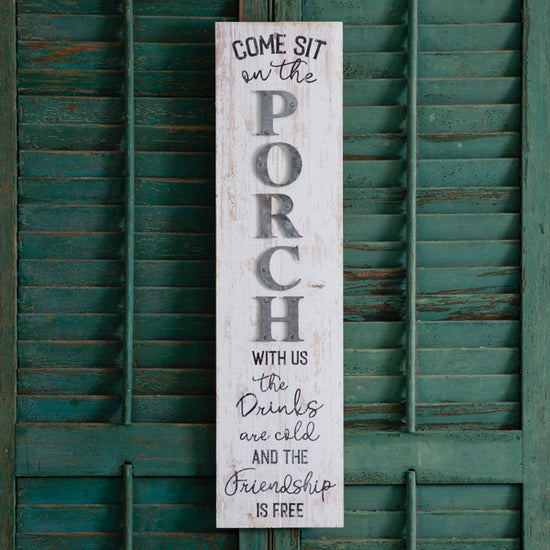 COME SIT
on the
PORCH
WITH US
the
Drinks
are cold
AND THE
Friendship
IS FREE